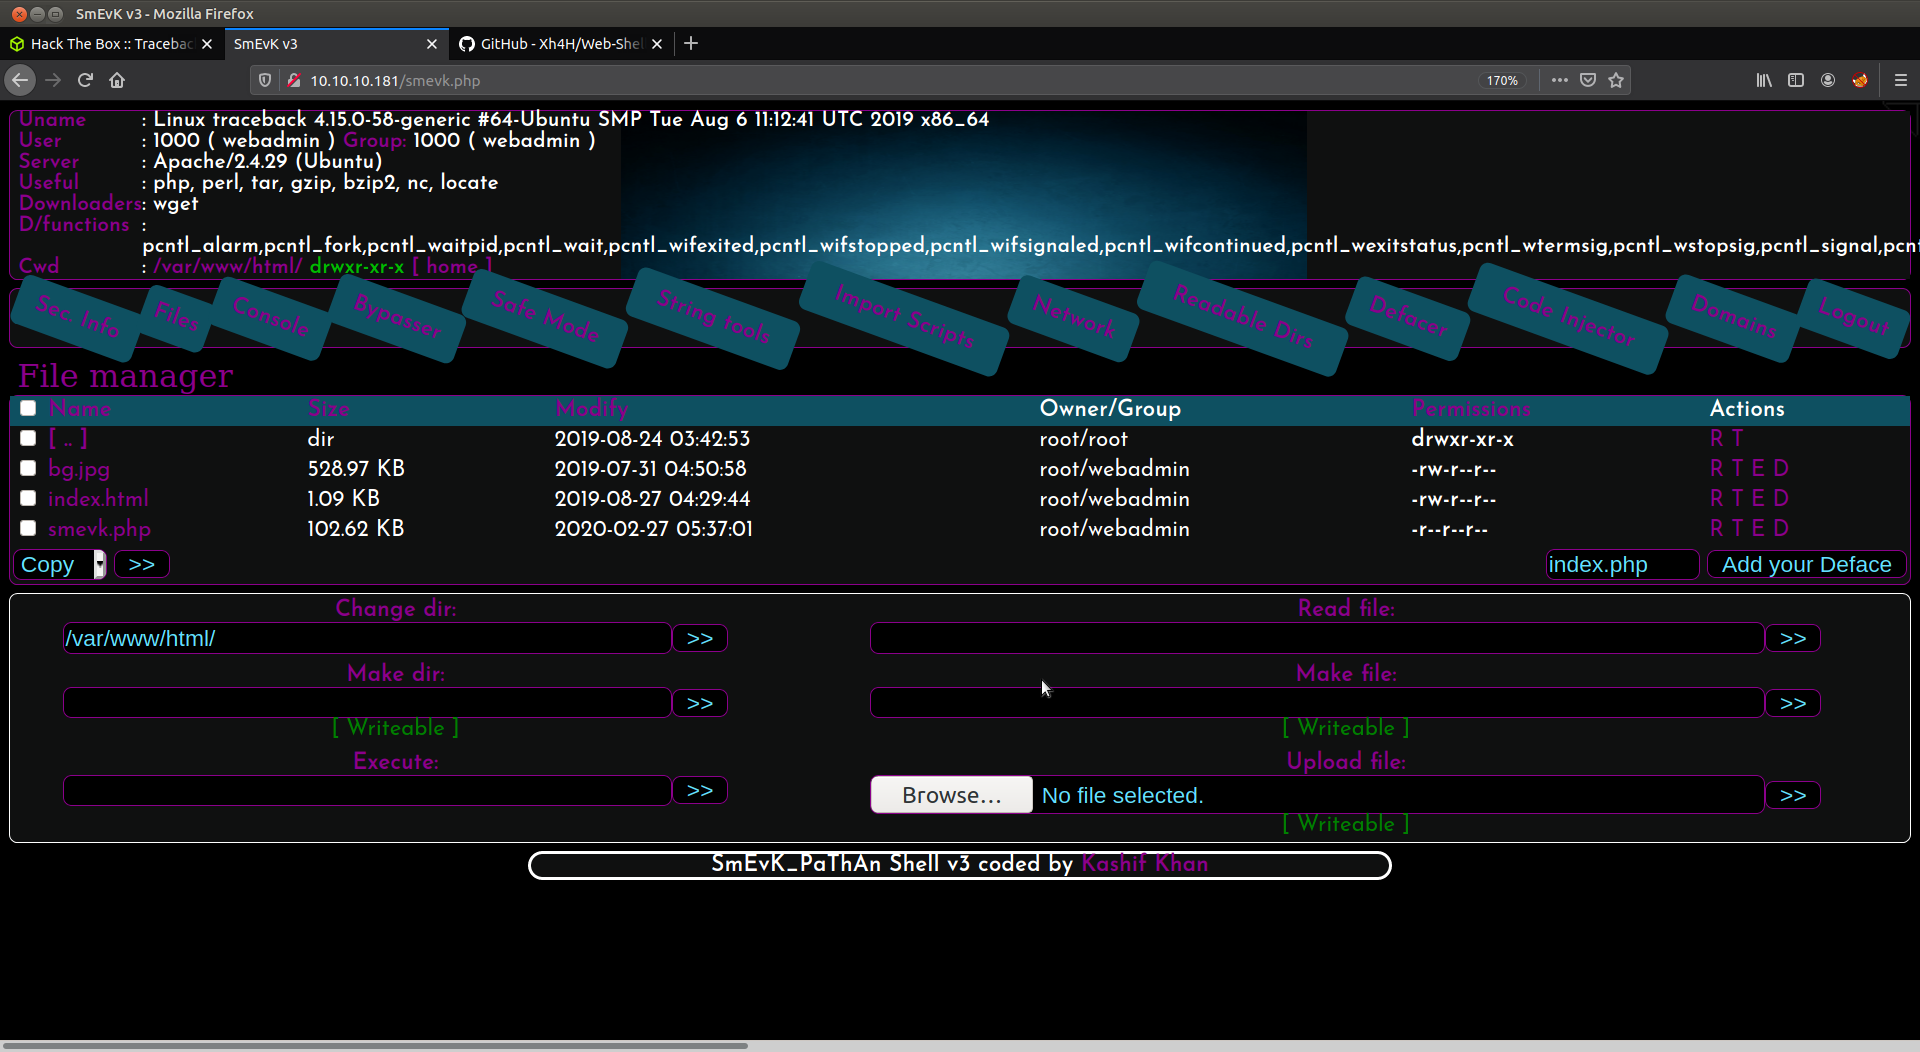 SmEvK v3 - Mozilla Firefox
Hack The Box :: Traceba
SmEvK v3
GitHub - Xh4H/Web-She
10.10.10.181/smevk.php
170%
Uname : Linux traceback 4.15.0-58-generic #64-Ubuntu SMP Tue Aug 6 11:12:41 UTC 2019 x86_64
User : 1000 ( webadmin ) Group: 1000 ( webadmin )
Server : Apache/2.4.29 (Ubuntu)
Useful : php, perl, tar, gzip, bzip2, nc, locate
Downloaders: wget
D/functions :
pcntl_alarm,pcntl_fork,pcntl_waitpid,pcntl_wait,pcntl_wifexited,pcntl_wifstopped,pcntl_wifsignaled,pcntl_wifcontinued,pcntl_wexitstatus,pcntl_wtermsig,pcntl_wstopsig,pcntl_signal,pcn
Cwd : /var/www/html/ drwxr-xr-x [ home ]
Sec. Info Files Console Bypasser Safe Mode String tools Import Scripts Network Readable Dirs Defacer Code Injector Domains Logout
File manager
Name Size Modify Owner/Group Permissions Actions
[ .. ] dir 2019-08-24 03:42:53 root/root drwxr-xr-x R T
bg.jpg 528.97 KB 2019-07-31 04:50:58 root/webadmin -rw-r--r-- R T E D
index.html 1.09 KB 2019-08-27 04:29:44 root/webadmin -rw-r--r-- R T E D
smevk.php 102.62 KB 2020-02-27 05:37:01 root/webadmin -r--r--r-- R T E D
Copy >> index.php Add your Deface
Change dir: Read file:
/var/www/html/ >> >>
Make dir: Make file:
>> >>
[ Writeable ] [ Writeable ]
Execute: Upload file:
>> Browse... No file selected. >>
[ Writeable ]
SmEvK_PaThAn Shell v3 coded by Kashif Khan